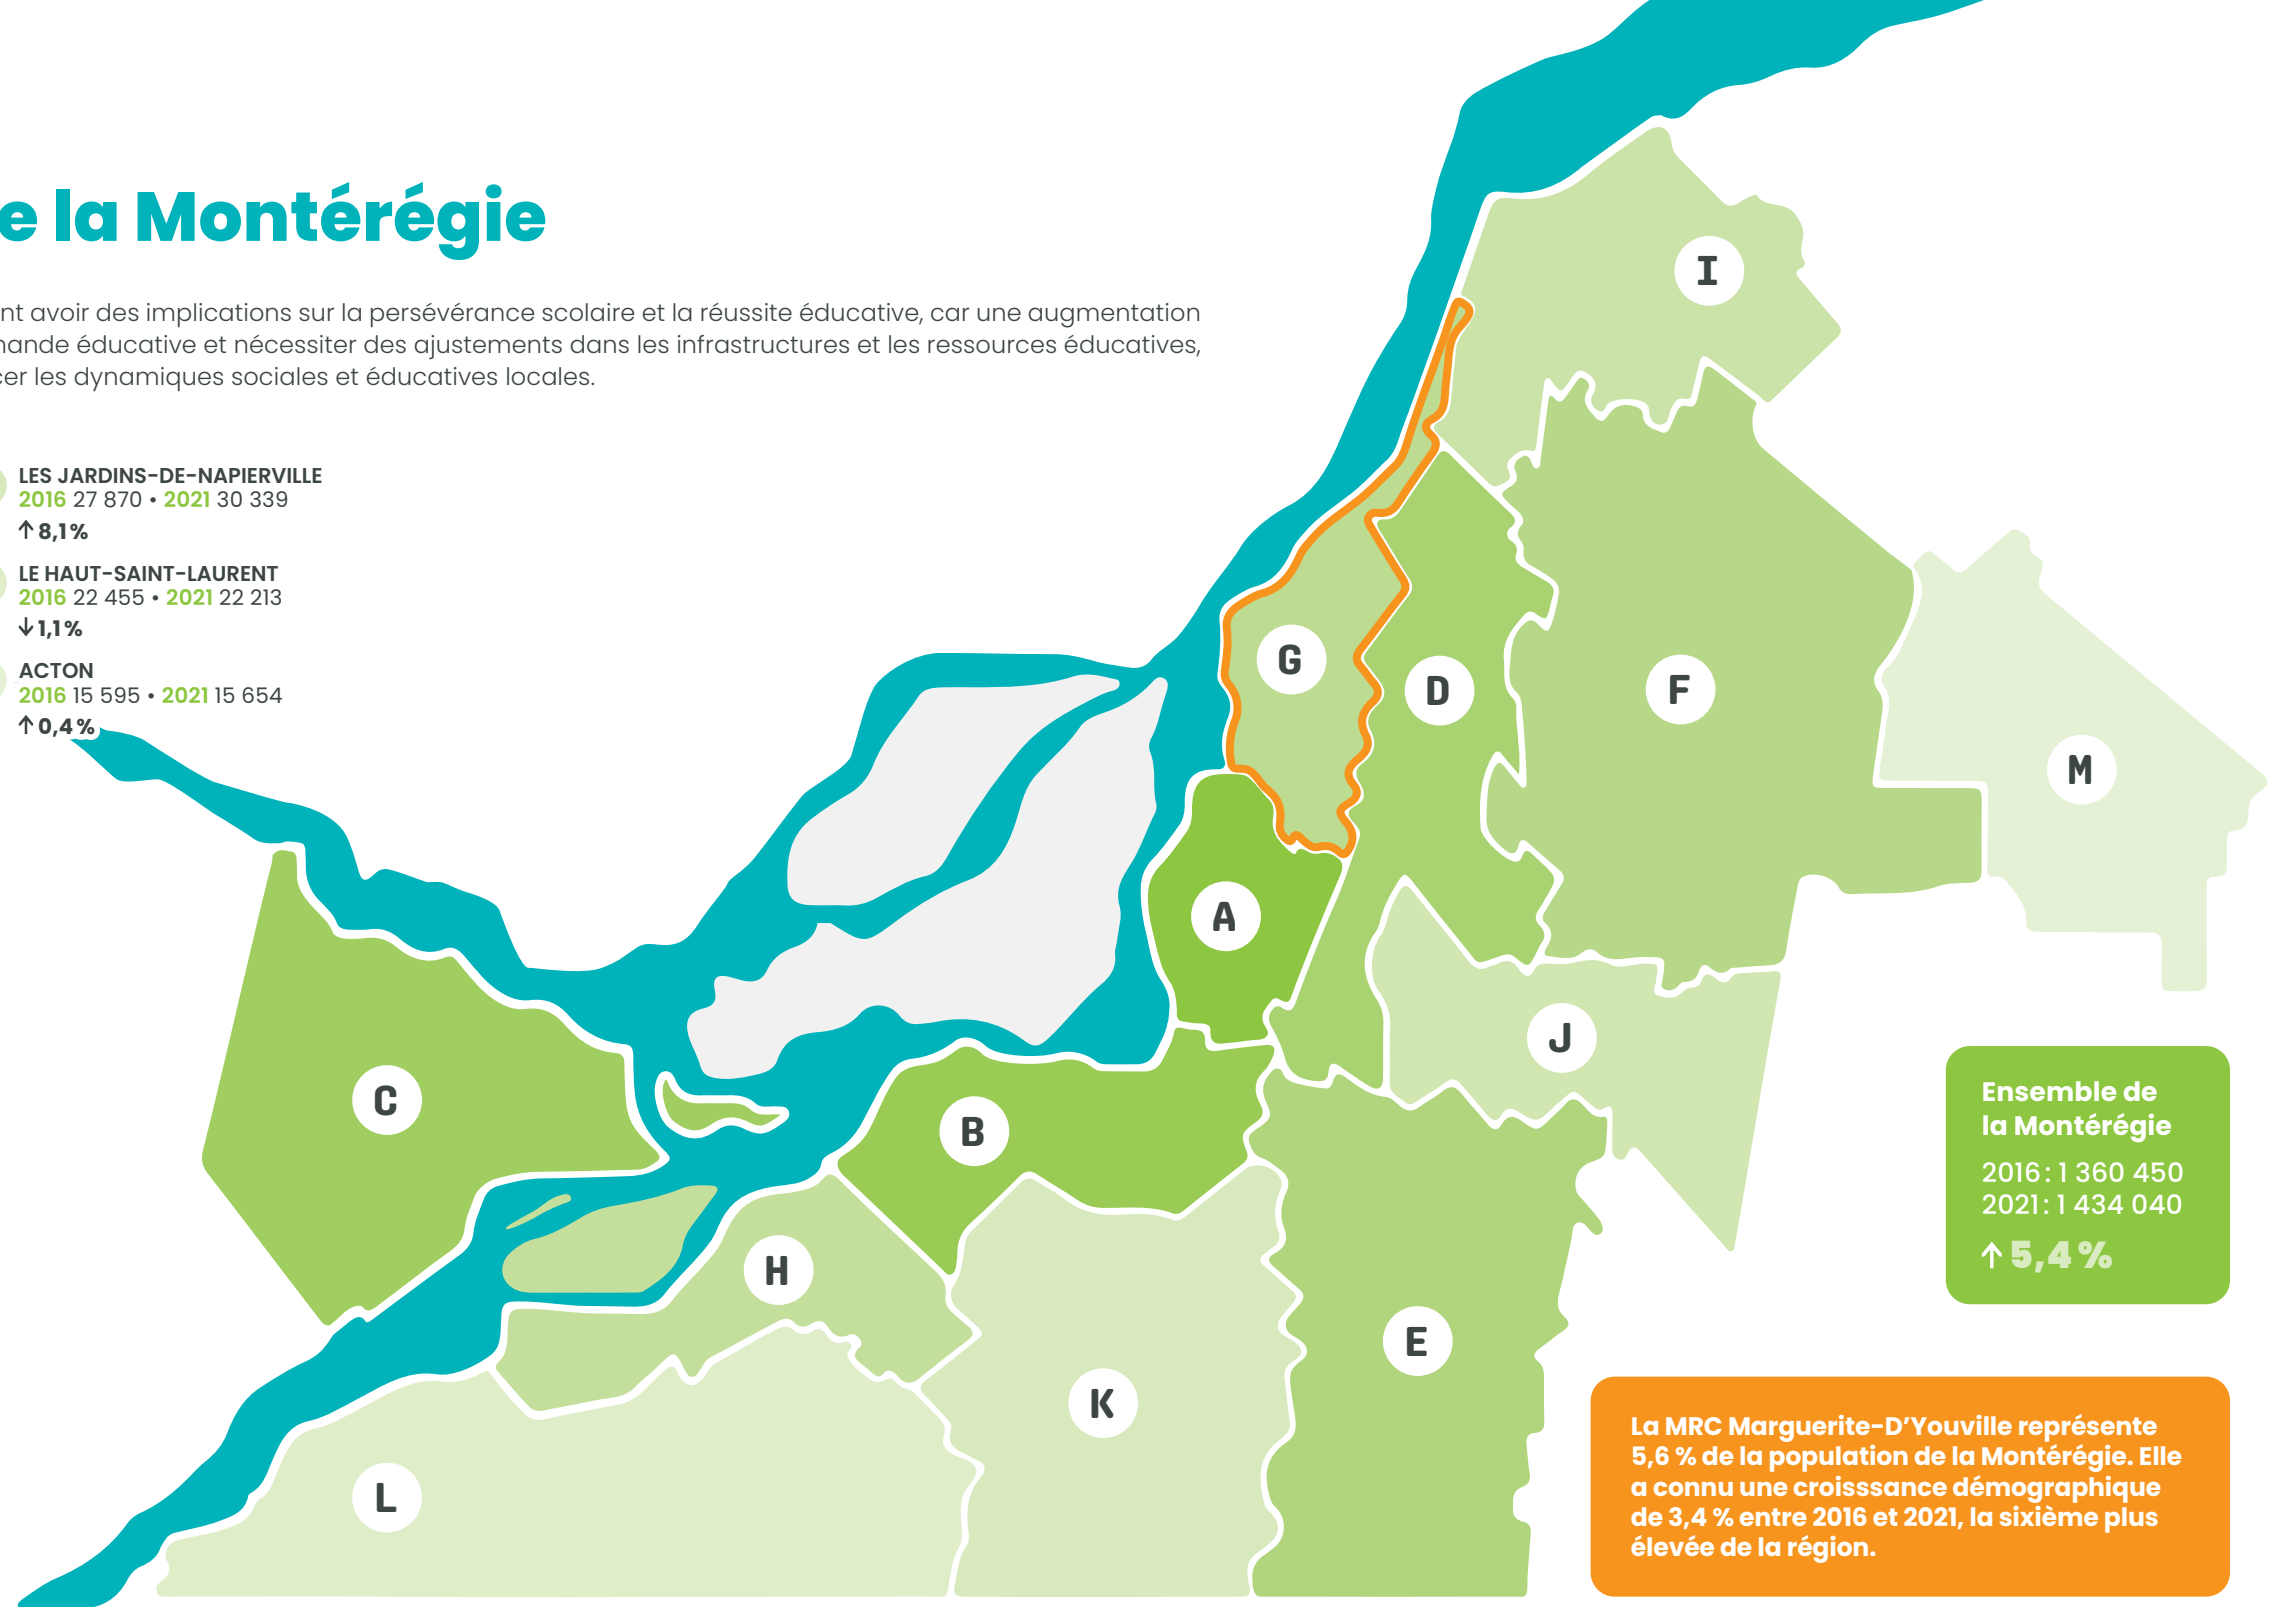 e la Montérégie
nt avoir des implications sur la persévérance scolaire et la réussite éducative, car une augmentation
ande éducative et nécessiter des ajustements dans les infrastructures et les ressources éducatives,
cer les dynamiques sociales et éducatives locales.
LES JARDINS-DE-NAPIERVILLE
2016 27 870 • 2021 30 339
↑ 8,1 %
LE HAUT-SAINT-LAURENT
2016 22 455 • 2021 22 213
↓ 1,1 %
ACTON
2016 15 595 • 2021 15 654
↑ 0,4 %
I
G
D
F
M
A
J
C
B
H
E
K
L
Ensemble de
la Montérégie
2016 : 1 360 450
2021 : 1 434 040
↑ 5,4 %
La MRC Marguerite-D’Youville représente
5,6 % de la population de la Montérégie. Elle
a connu une croisssance démographique
de 3,4 % entre 2016 et 2021, la sixième plus
élevée de la région.